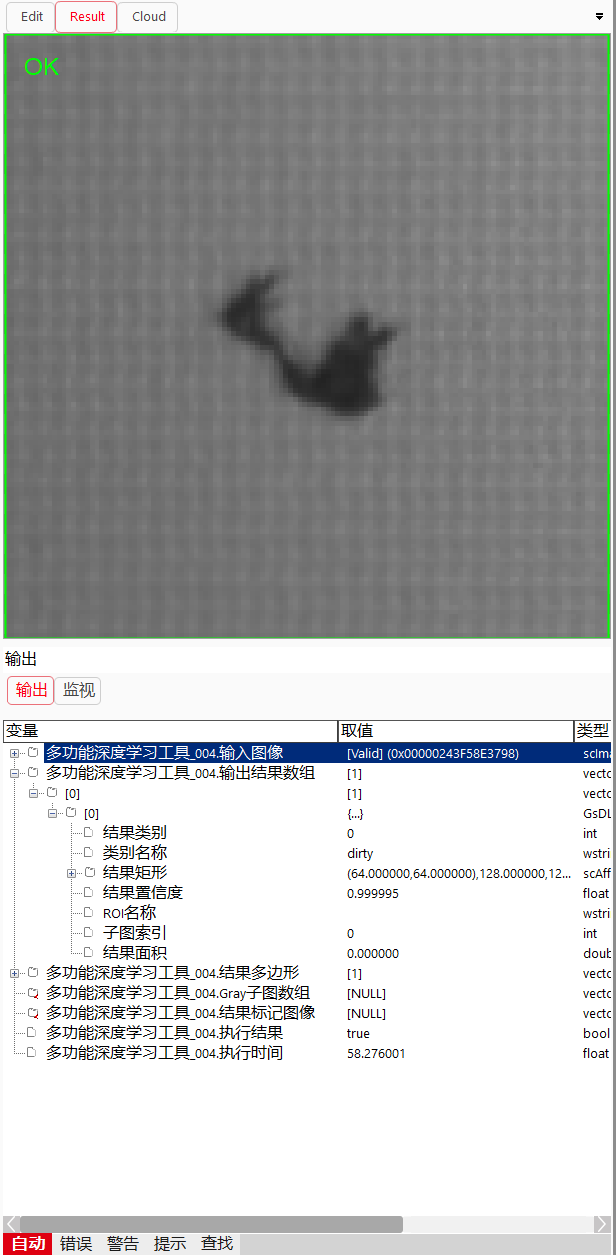 Edit Result Cloud
OK
输出
输出 监视
变量 取值 类型
多功能深度学习工具_004.输入图像 [Valid] (0x00000243F58E3798) scIma
多功能深度学习工具_004.输出结果数组 [1] vecto
[0] [1] vecto
[0] {...} GsDL
结果类别 0 int
类别名称 dirty wstri
结果矩形 (64.000000,64.000000),128.000000,12... scAff
结果置信度 0.999995 float
ROI名称 wstri
子图索引 0 int
结果面积 0.000000 doub
多功能深度学习工具_004.结果多边形 [1] vecto
多功能深度学习工具_004.Gray子图数组 [NULL] vecto
多功能深度学习工具_004.结果标记图像 [NULL] vecto
多功能深度学习工具_004.执行结果 true bool
多功能深度学习工具_004.执行时间 58.276001 float
自动 错误 警告 提示 查找